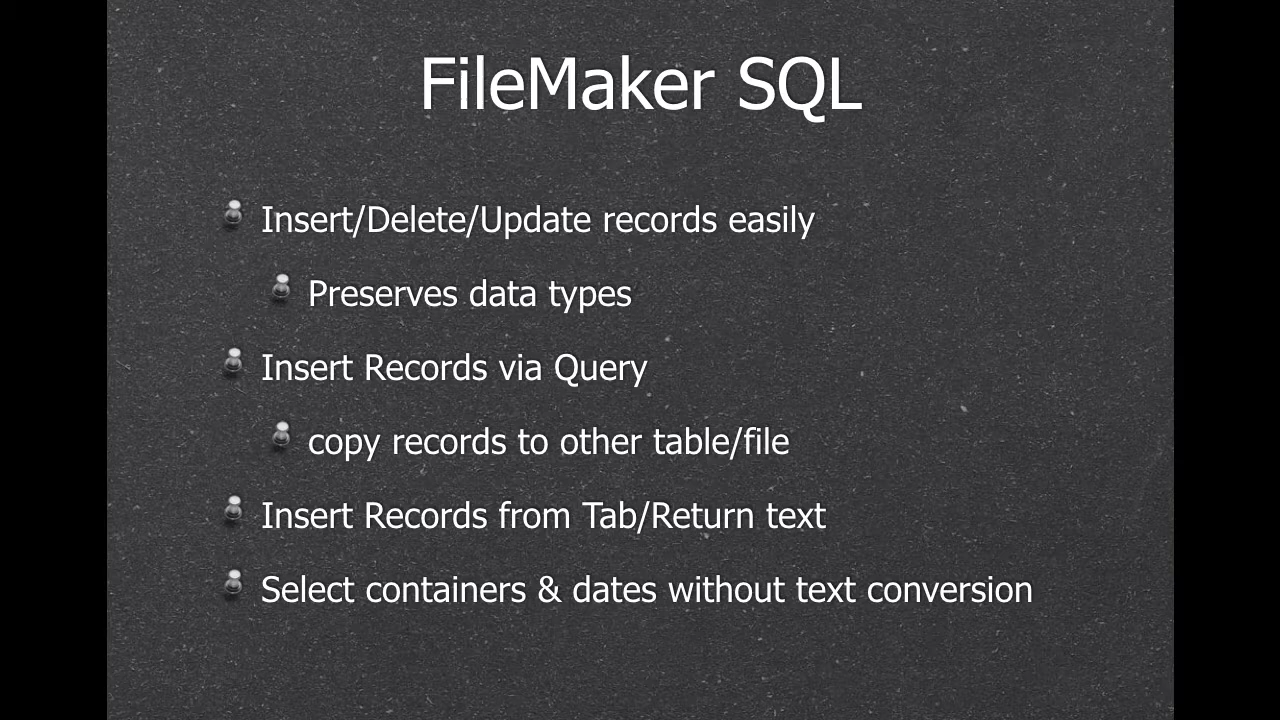 FileMaker SQL
Insert/Delete/Update records easily
Preserves data types
Insert Records via Query
copy records to other table/file
Insert Records from Tab/Return text
Select containers & dates without text conversion